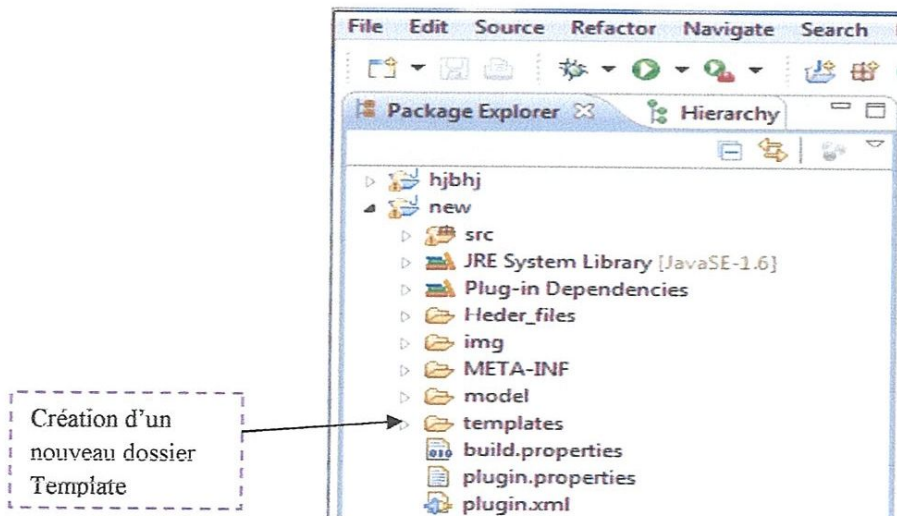 File Edit Source Refactor Navigate Search
Package Explorer Hierarchy
hjbhj
new
src
JRE System Library [JavaSE-1.6]
Plug-in Dependencies
Heder_files
img
META-INF
model
templates
build.properties
plugin.properties
plugin.xml
Création d'un
nouveau dossier
Template